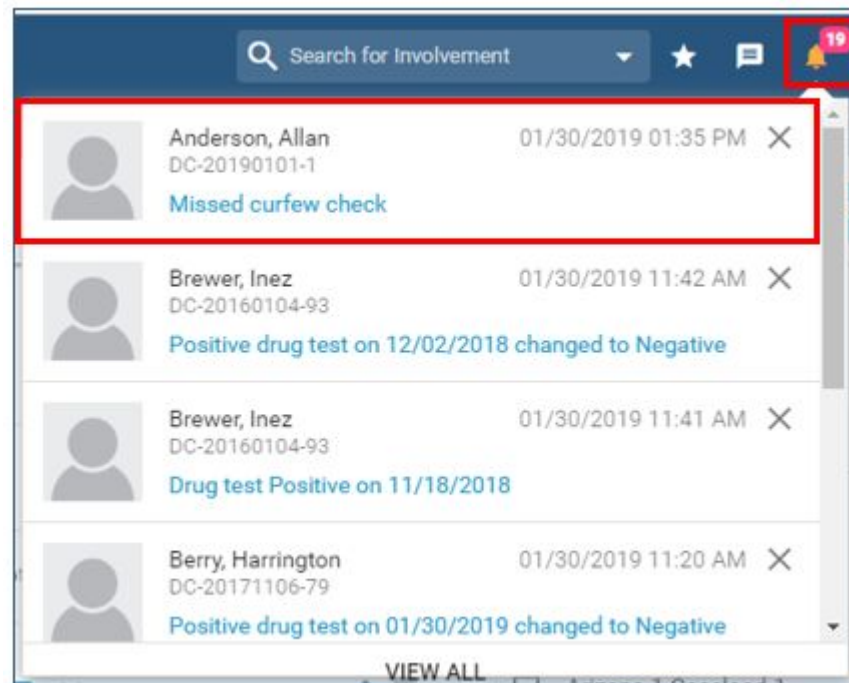 Search for Involvement
19
Anderson, Allan 01/30/2019 01:35 PM
DC-20190101-1
Missed curfew check
Brewer, Inez 01/30/2019 11:42 AM
DC-20160104-93
Positive drug test on 12/02/2018 changed to Negative
Brewer, Inez 01/30/2019 11:41 AM
DC-20160104-93
Drug test Positive on 11/18/2018
Berry, Harrington 01/30/2019 11:20 AM
DC-20171106-79
Positive drug test on 01/30/2019 changed to Negative
VIEW ALL